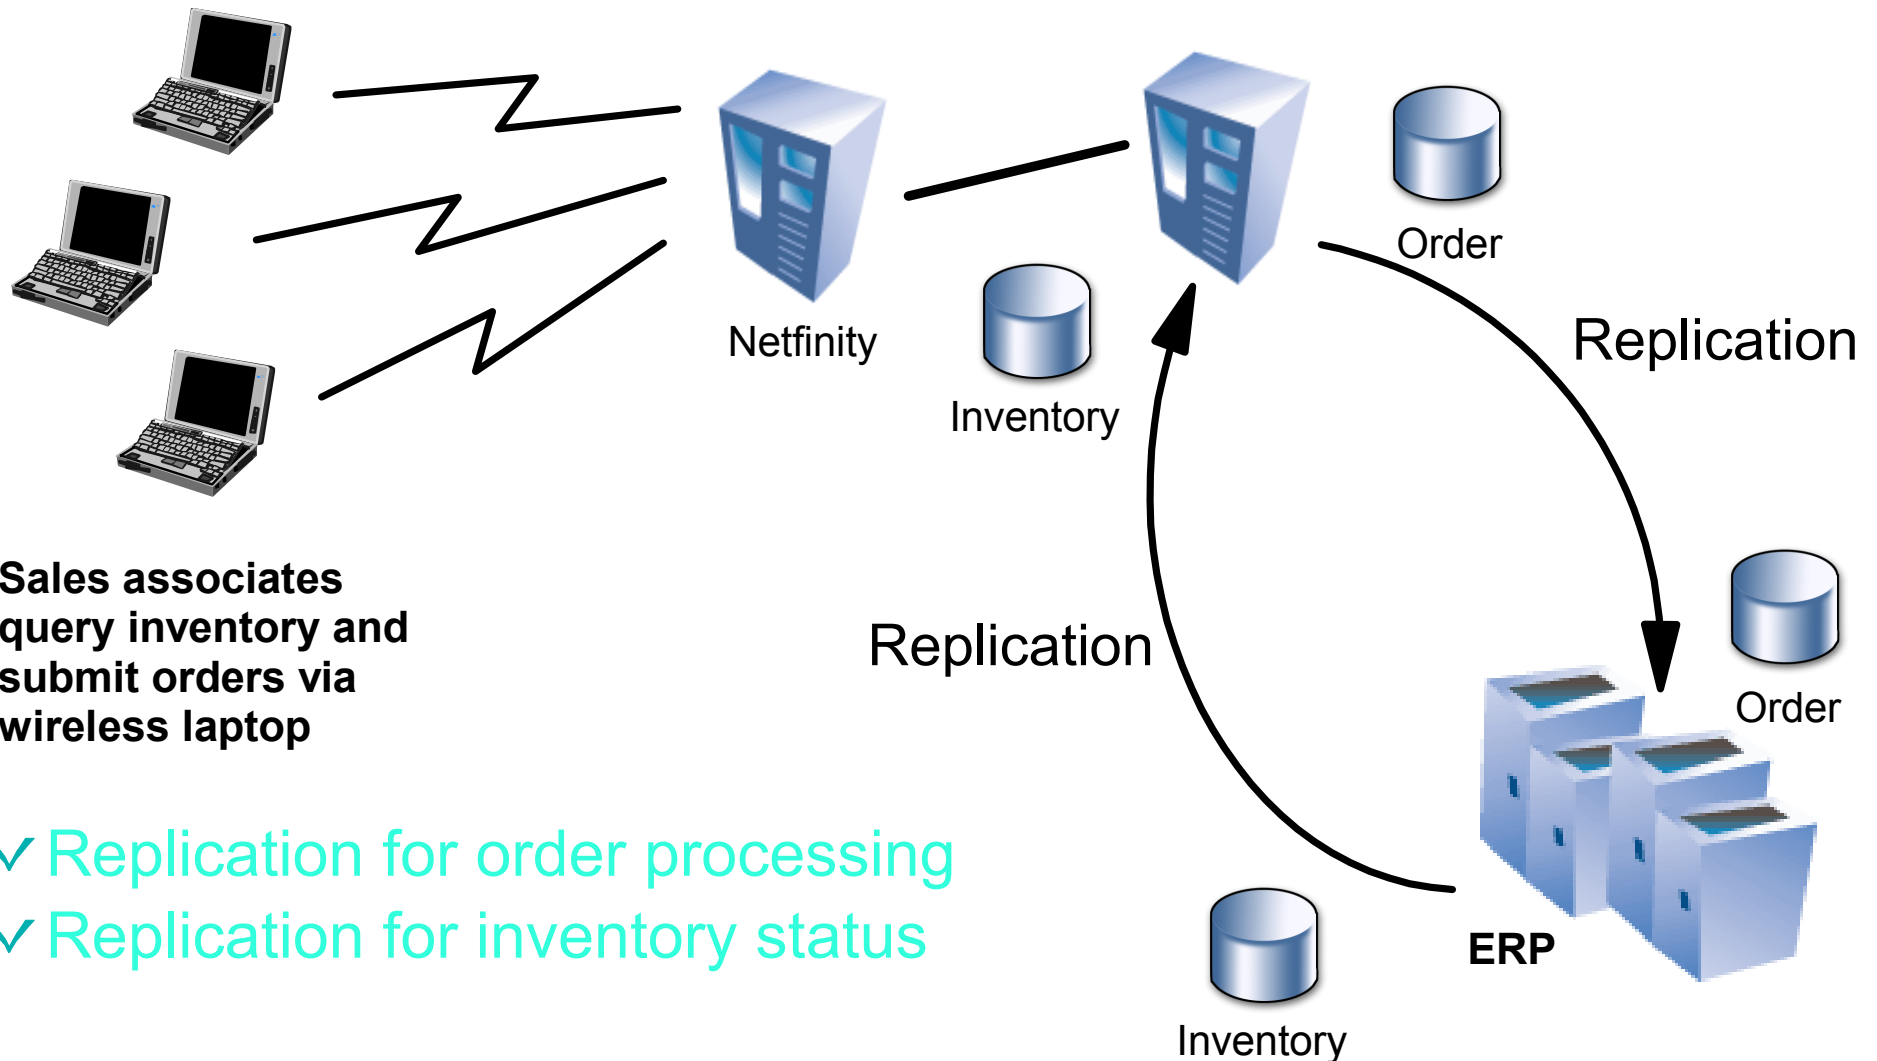 Order
Replication
Netfinity
Inventory
Sales associates
query inventory and
submit orders via
wireless laptop
Replication
Order
Replication for order processing
Replication for inventory status
ERP
Inventory